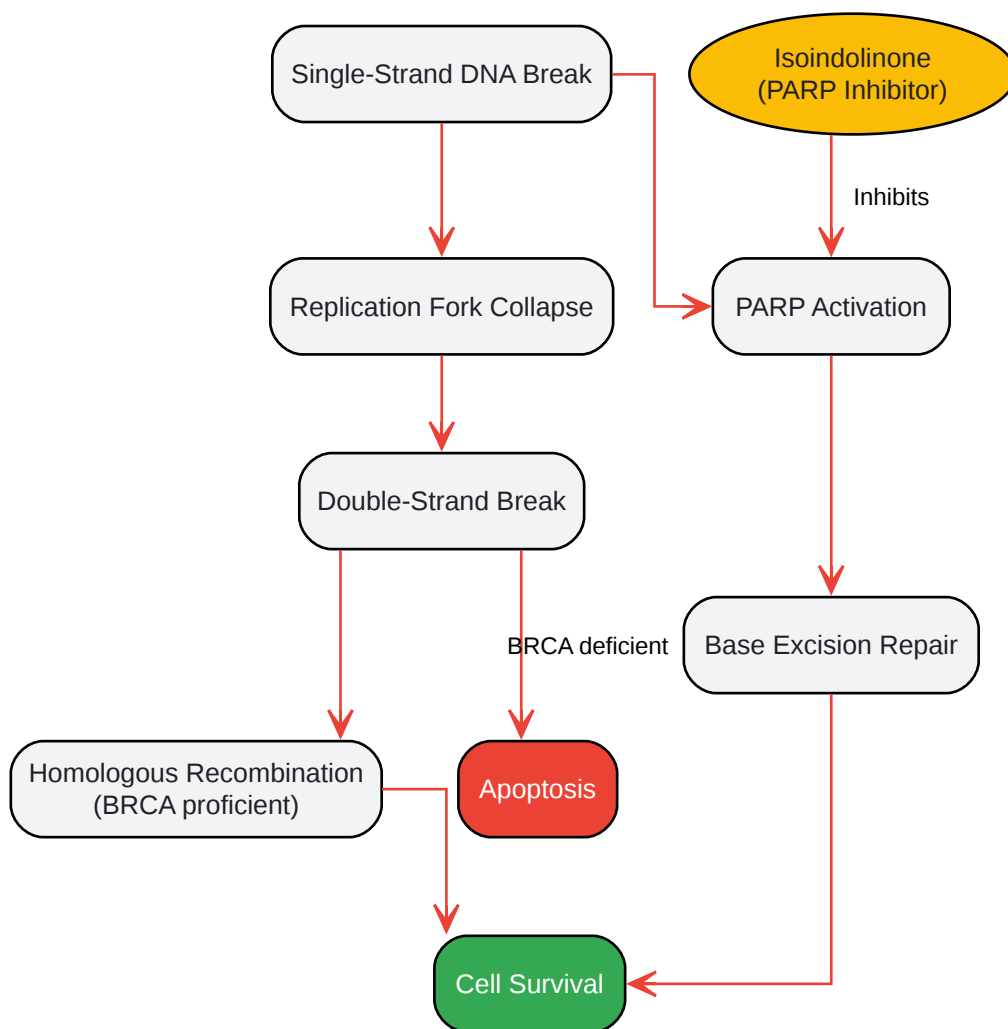 Single-Strand DNA Break
Isoindolinone
(PARP Inhibitor)
Inhibits
Replication Fork Collapse
PARP Activation
Double-Strand Break
BRCA deficient
Base Excision Repair
Homologous Recombination
(BRCA proficient)
Apoptosis
Cell Survival